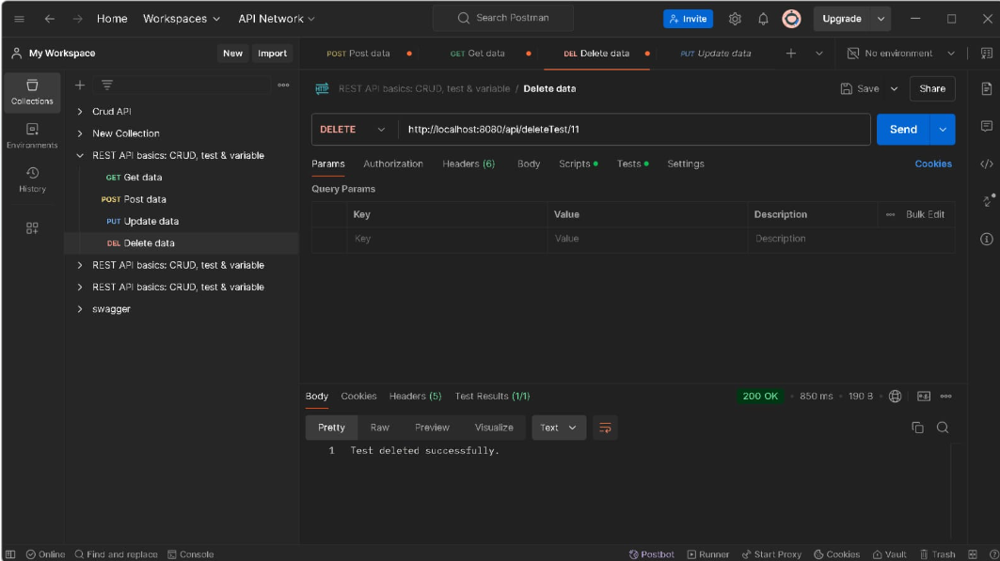 Home Workspaces API Network Search Postman Invite Upgrade
My Workspace New Import POST Post data GET Get data DEL Delete data PUT Update data No environment
Collections
Environments
History
Crud API
New Collection
REST API basics: CRUD, test & variable
GET Get data
POST Post data
PUT Update data
DEL Delete data
REST API basics: CRUD, test & variable
REST API basics: CRUD, test & variable
swagger
HTTP REST API basics: CRUD, test & variable / Delete data Save Share
DELETE http://localhost:8080/api/deleteTest/11 Send
Params Authorization Headers (6) Body Scripts Tests Settings Cookies
Query Params
Key Value Description Bulk Edit
Key Value Description
Body Cookies Headers (5) Test Results (1/1) 200 OK 850 ms 190 B
Pretty Raw Preview Visualize Text
1 Test deleted successfully.
Online Find and replace Console Postbot Runner Start Proxy Cookies Vault Trash